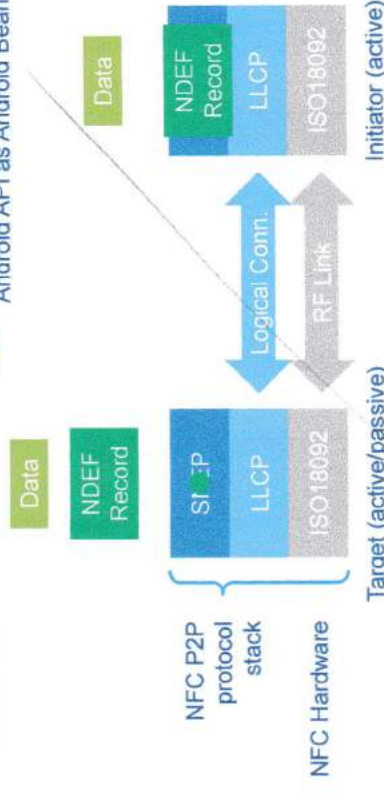 Android API as Android Beam
Data
Data
NDEF
Record
NDEF
Record
NFC P2P
protocol
stack
LLCP
Logical Conn.
LLCP
NFC Hardware
ISO18092
RF Link
ISO18092
Target (active/passive)
Initiator (active)